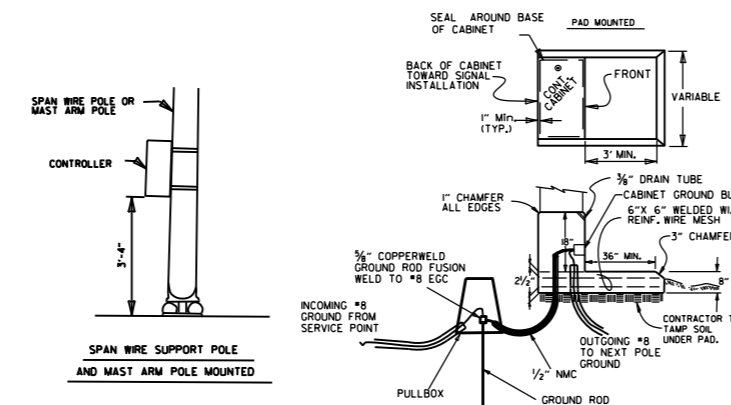 SEAL AROUND BASE
OF CABINET
PAD MOUNTED
BACK OF CABINET
TOWARD SIGNAL
INSTALLATION
CONT.
CABINET
FRONT
VARIABLE
1" Min.
(TYP.)
3' MIN.
SPAN WIRE POLE OR
MAST ARM POLE
CONTROLLER
3'-4"
SPAN WIRE SUPPORT POLE
AND MAST ARM POLE MOUNTED
3/8" DRAIN TUBE
CABINET GROUND BU
1" CHAMFER
ALL EDGES
6"X 6" WELDED WI
REINF. WIRE MESH
3" CHAMFER
18"
36" MIN.
2 1/2"
8"
5/8" COPPERWELD
GROUND ROD FUSION
WELD TO #8 EGC
INCOMING #8
GROUND FROM
SERVICE POINT
CONTRACTOR T
TAMP SOIL
UNDER PAD.
OUTGOING #8
TO NEXT POLE
GROUND
1/2" NMC
PULLBOX
GROUND ROD